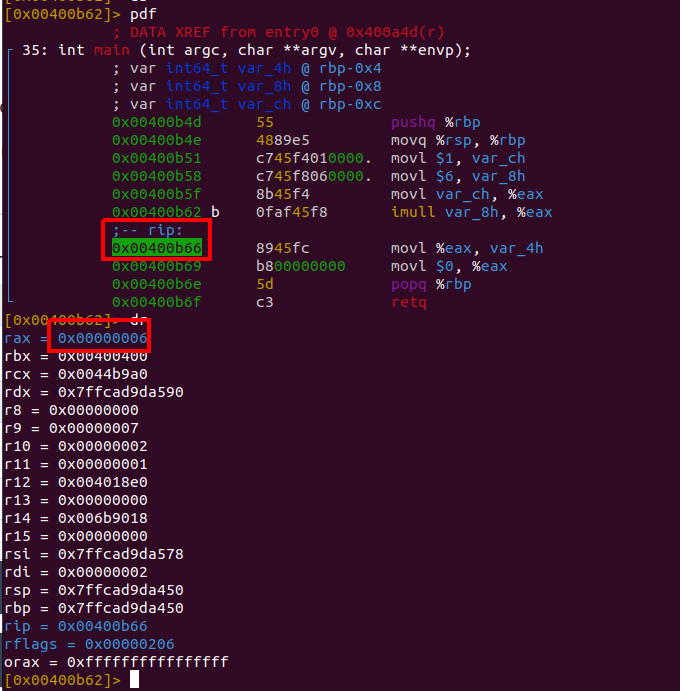 [0x00400b62]> pdf
; DATA XREF from entry0 @ 0x400a4d(r)
35: int main (int argc, char **argv, char **envp);
; var int64_t var_4h @ rbp-0x4
; var int64_t var_8h @ rbp-0x8
; var int64_t var_ch @ rbp-0xc
0x00400b4d 55 pushq %rbp
0x00400b4e 4889e5 movq %rsp, %rbp
0x00400b51 c745f4010000. movl $1, var_ch
0x00400b58 c745f8060000. movl $6, var_8h
0x00400b5f 8b45f4 movl var_ch, %eax
0x00400b62 b 0faf45f8 imull var_8h, %eax
;-- rip:
0x00400b66 8945fc movl %eax, var_4h
0x00400b69 b800000000 movl $0, %eax
0x00400b6e 5d popq %rbp
0x00400b6f c3 retq
[0x00400b62]> dr
rax = 0x00000006
rbx = 0x00400400
rcx = 0x0044b9a0
rdx = 0x7ffcad9da590
r8 = 0x00000000
r9 = 0x00000007
r10 = 0x00000002
r11 = 0x00000001
r12 = 0x004018e0
r13 = 0x00000000
r14 = 0x006b9018
r15 = 0x00000000
rsi = 0x7ffcad9da578
rdi = 0x00000002
rsp = 0x7ffcad9da450
rbp = 0x7ffcad9da450
rip = 0x00400b66
rflags = 0x00000206
orax = 0xffffffffffffffff
[0x00400b62]>